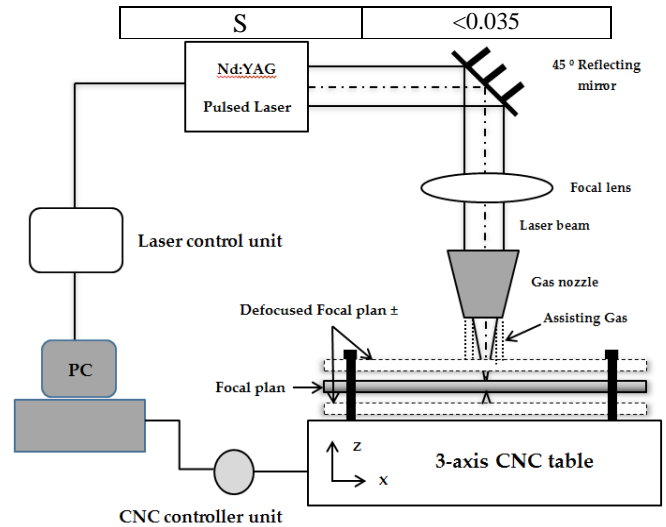 S <0.035
Nd:YAG
Pulsed Laser
45 º Reflecting
mirror
Focal lens
Laser beam
Laser control unit
Gas nozzle
Defocused Focal plan ±
Assisting Gas
PC
Focal plan
Z
X
3-axis CNC table
CNC controller unit